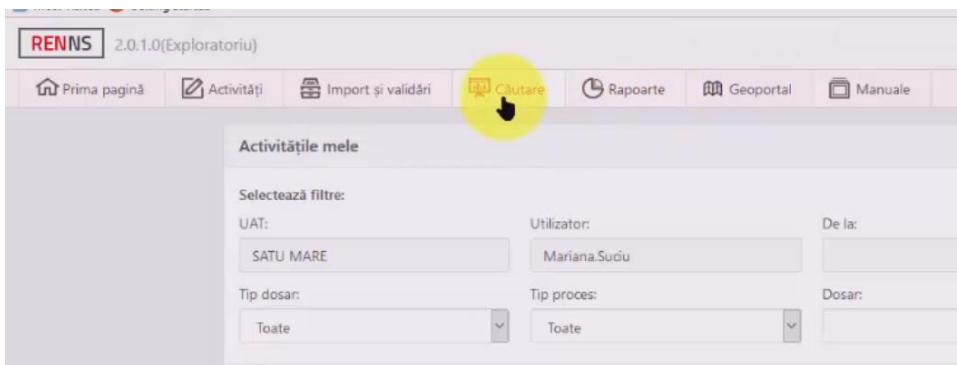 RENNS 2.0.1.0(Exploratoriu)
Prima pagină Activități Import și validări Căutare Rapoarte Geoportal Manuale
Activitățile mele
Selectează filtre:
UAT: Utilizator: De la:
SATU MARE Mariana.Suciu
Tip dosar: Tip proces: Dosar:
Toate Toate